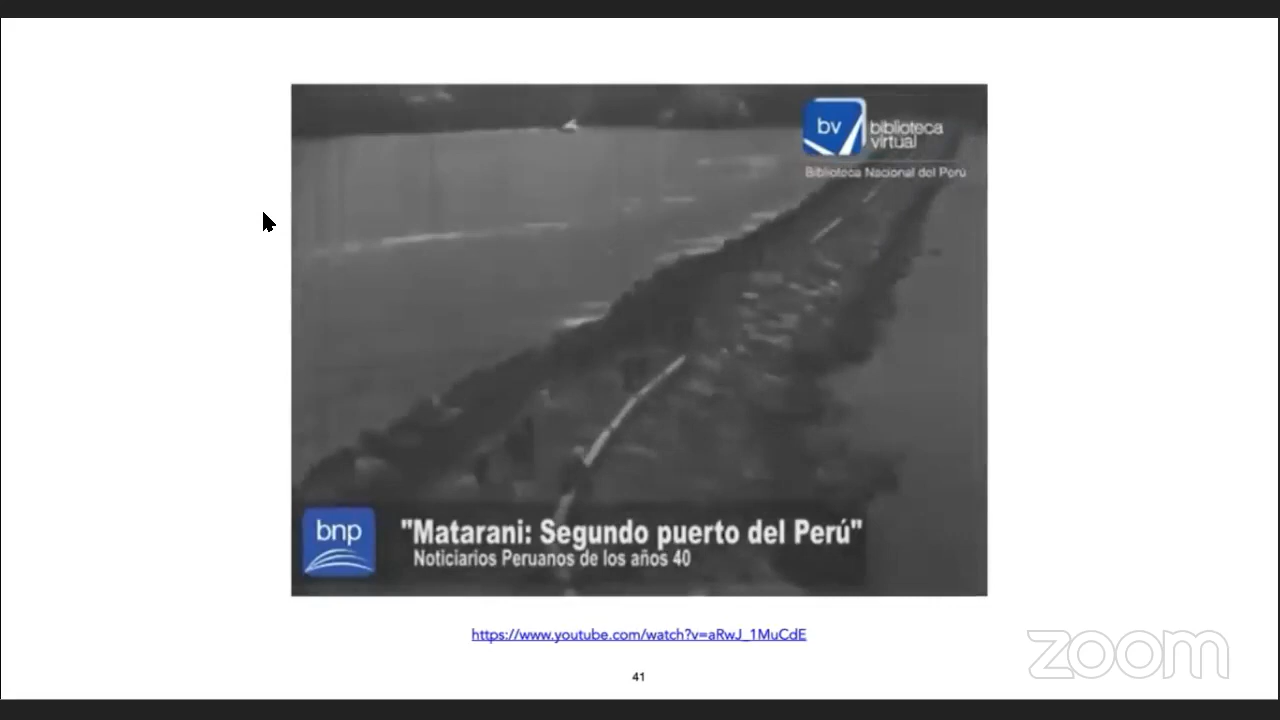 bv
biblioteca
virtual
Biblioteca Nacional del Perú
bnp
"Matarani: Segundo puerto del Perú"
Noticiarios Peruanos de los años 40
https://www.youtube.com/watch?v=aRwJ_1MuCdE
41
zoom